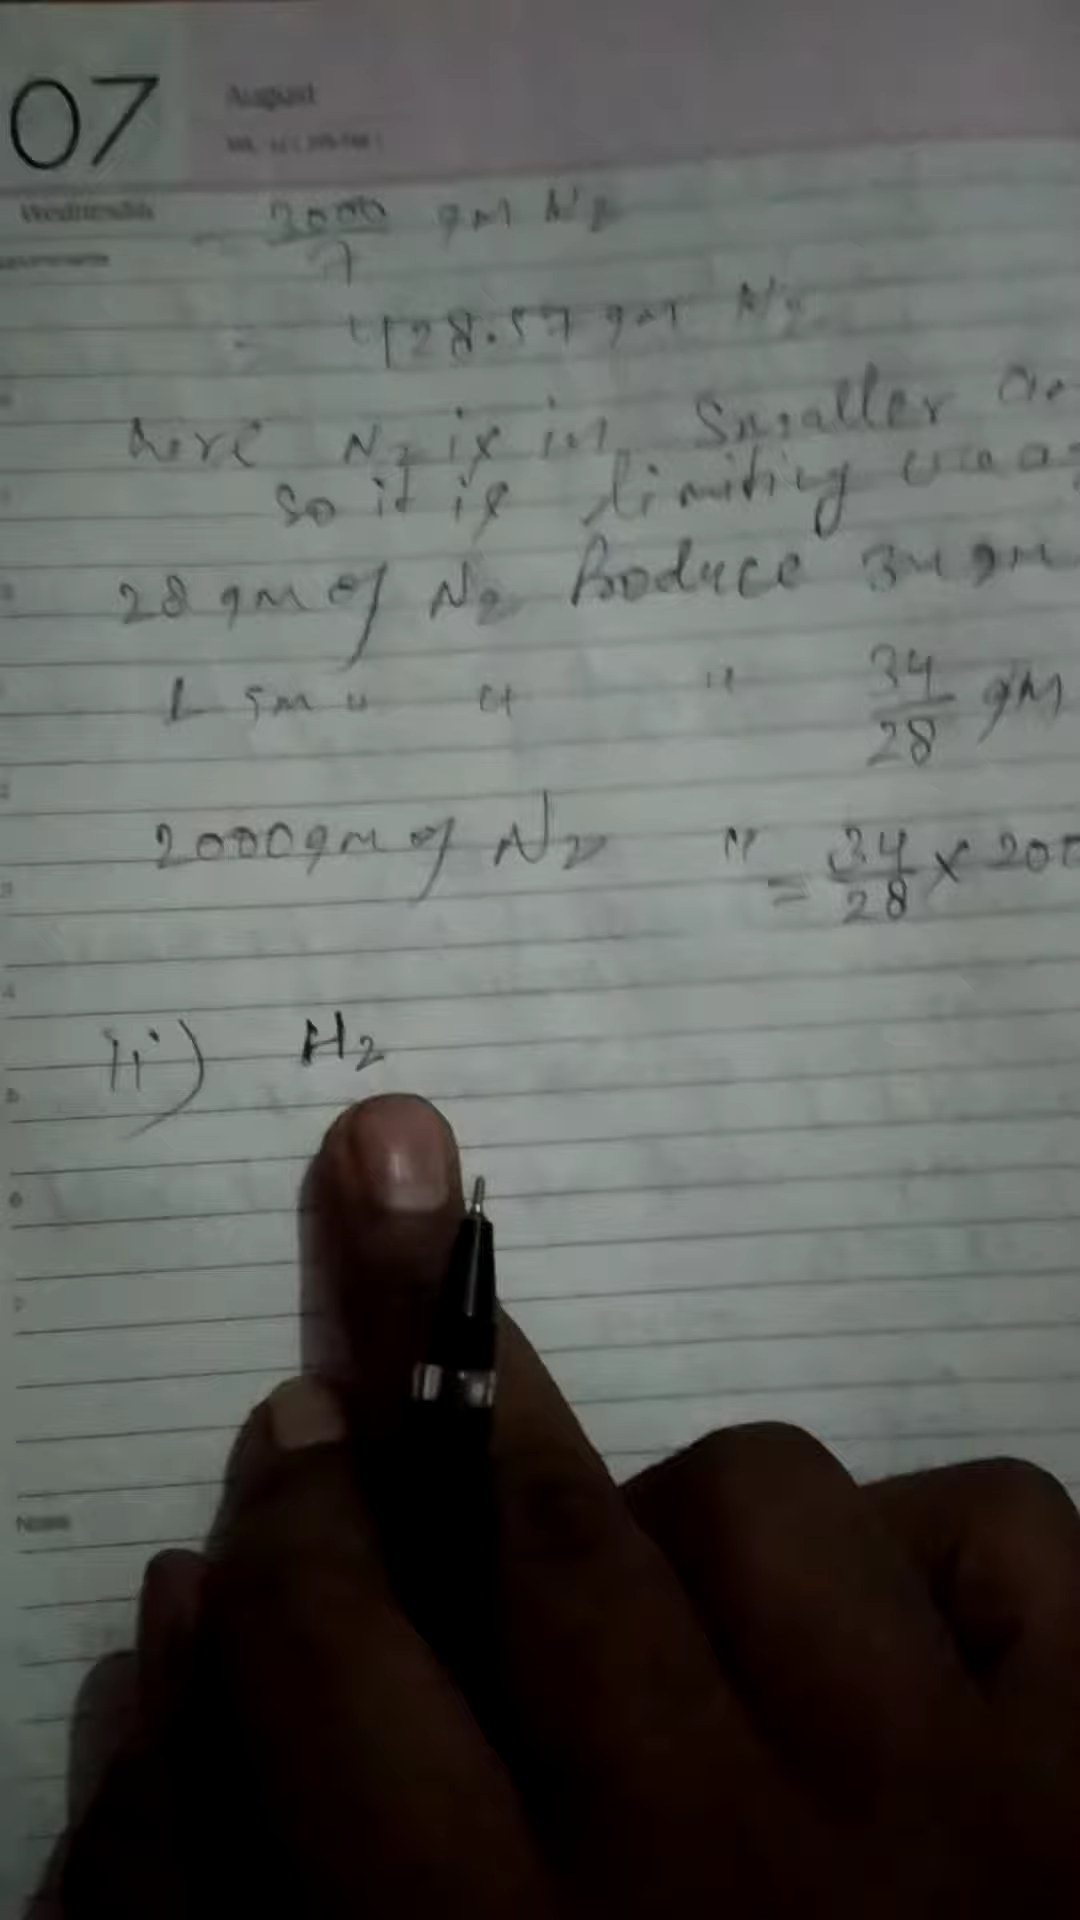 07
August
Wednesday
= 3000/7 gm N2
= 428.57 gm N2
here N2 is in Smaller
so it is limiting
28 gm of N2 Produce 34 gm
1 gm " " " 34/28 gm
2000 gm of N2 " = 34/28 x 200
ii) H2
Notes